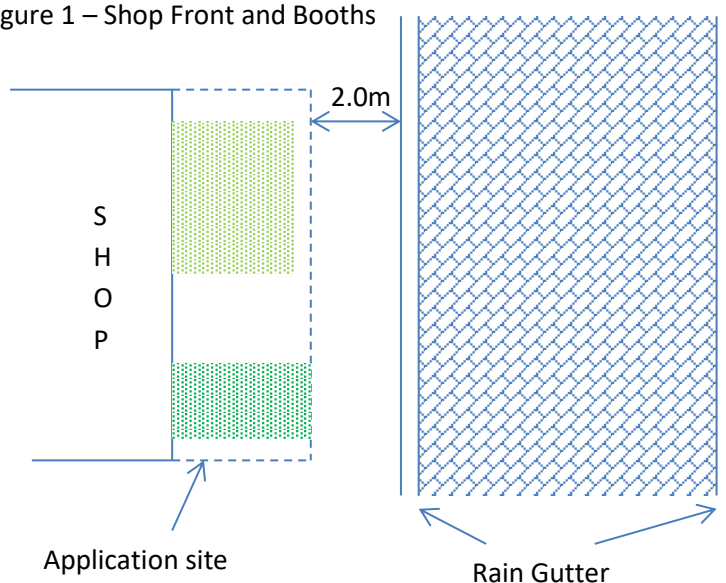 gure 1 – Shop Front and Booths
2.0m
S
H
O
P
Application site
Rain Gutter